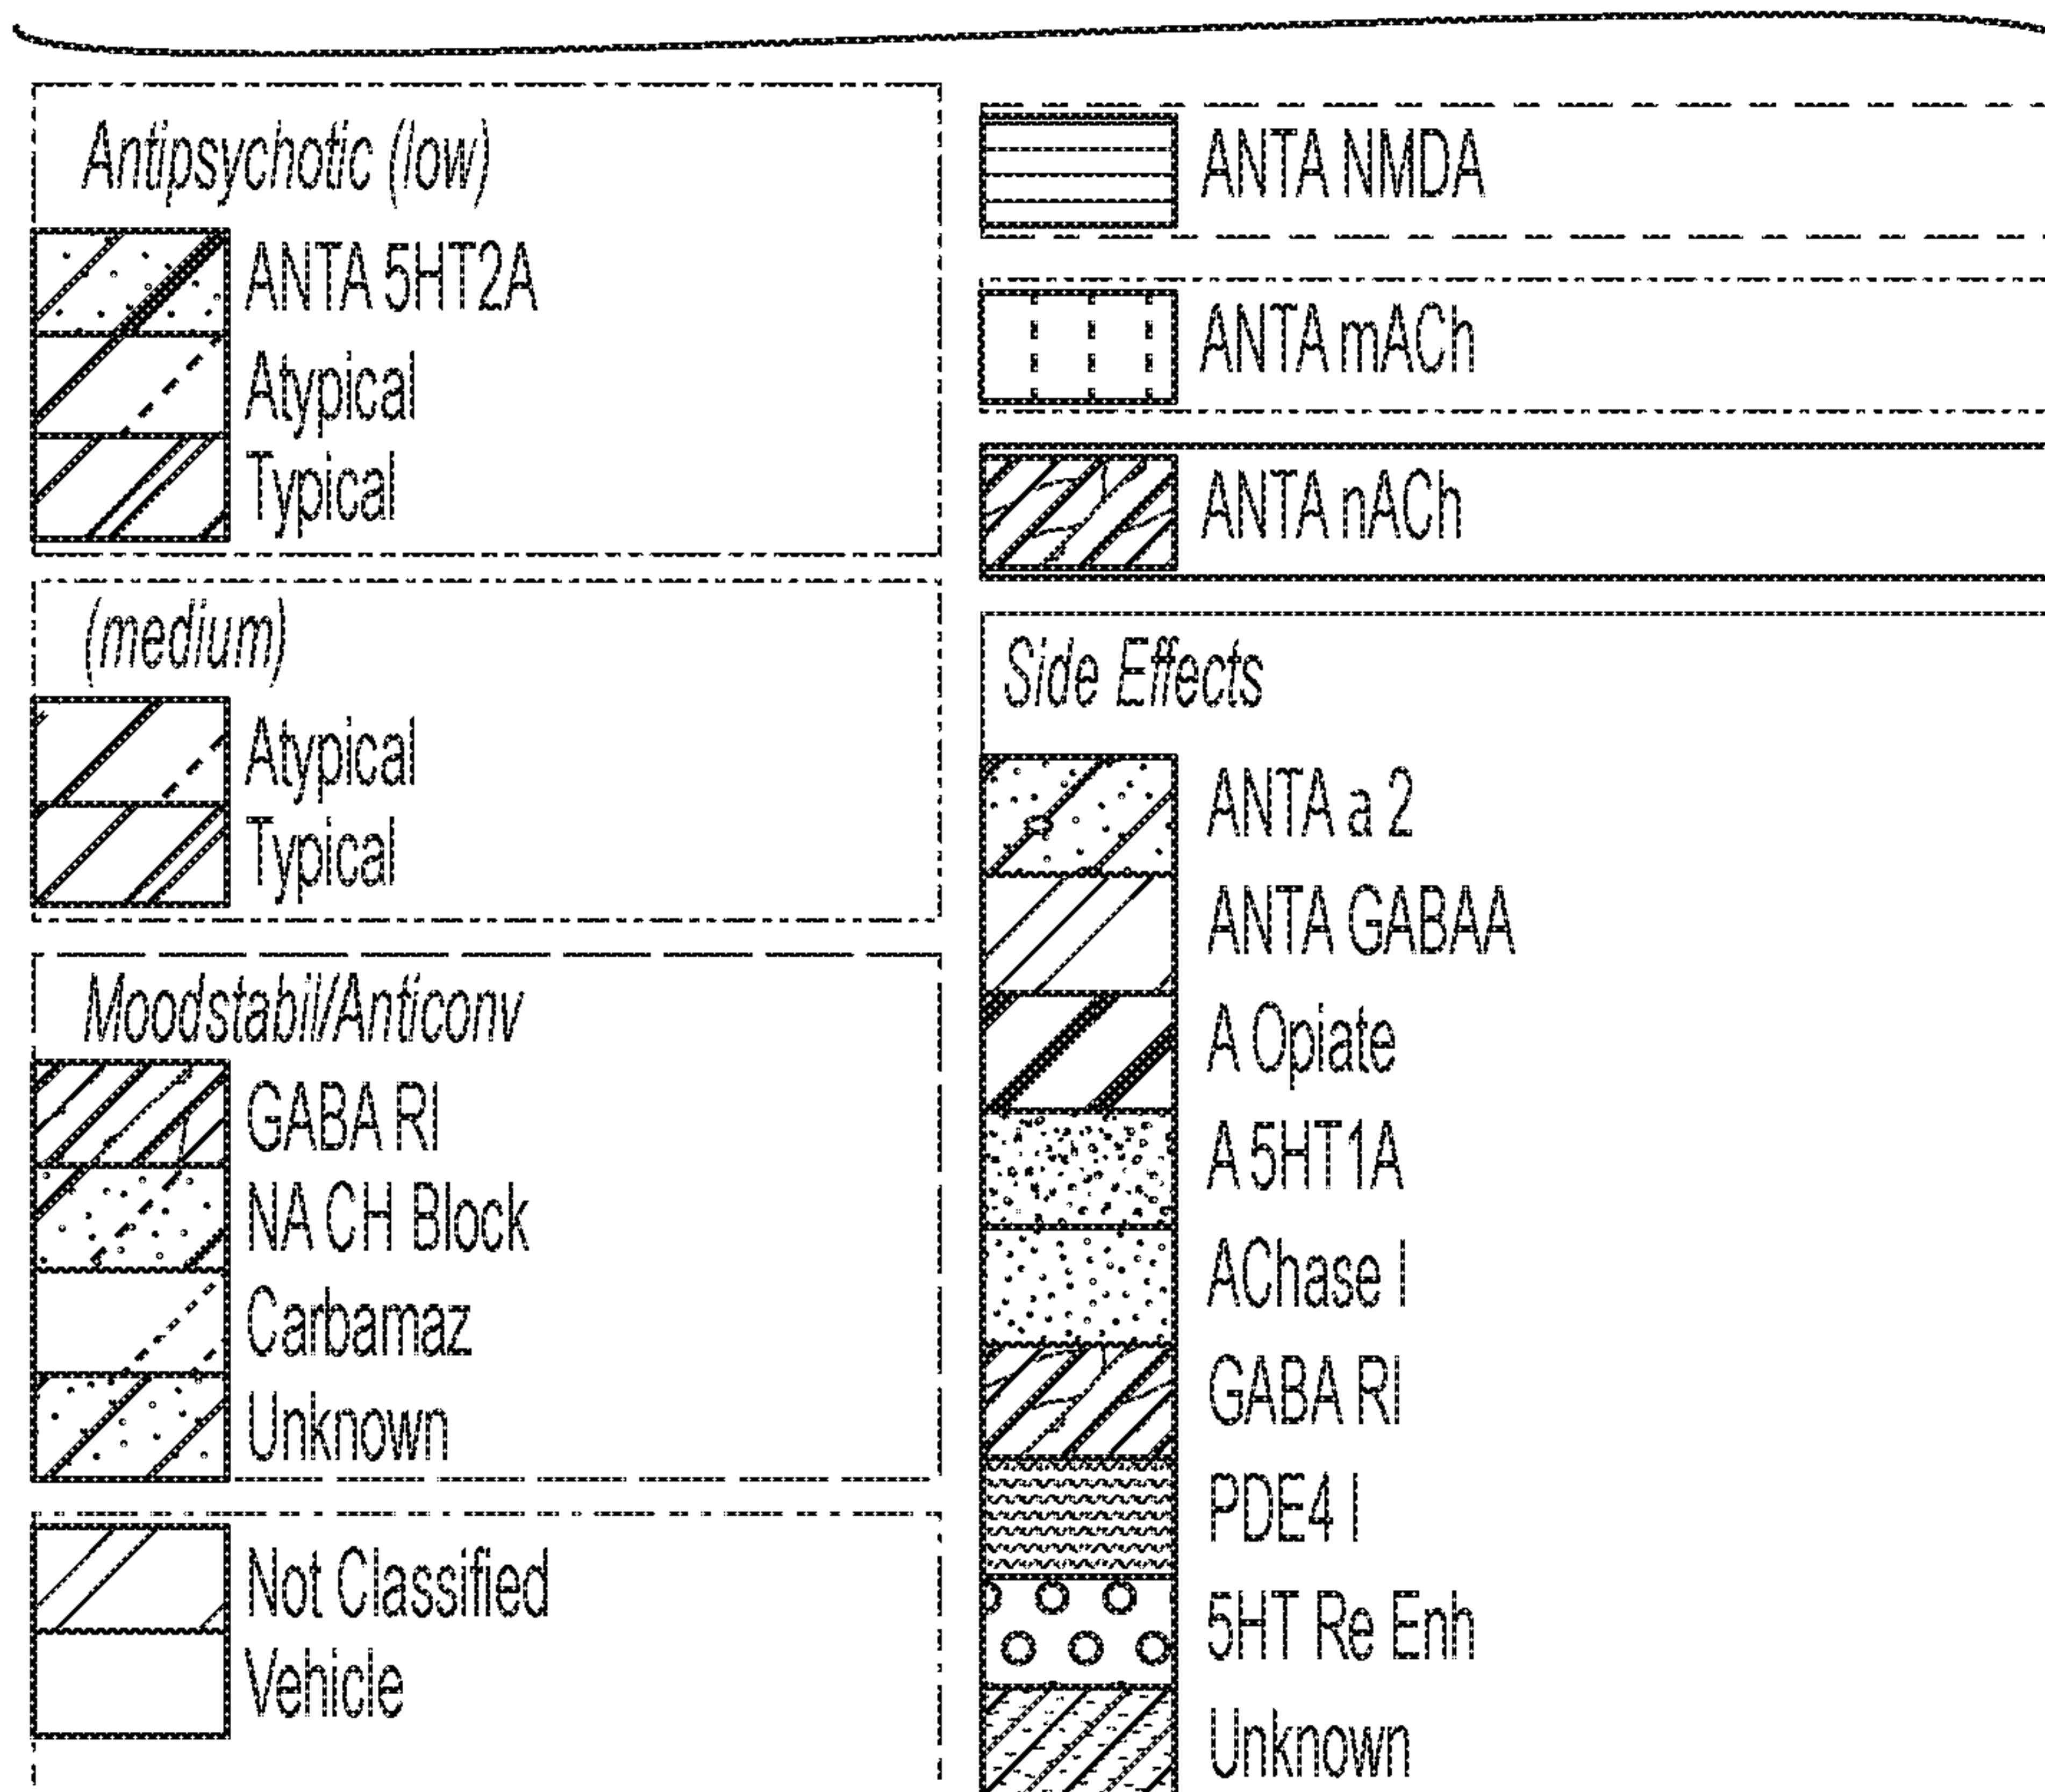 Antipsychotic (low)
ANTA 5HT2A
Atypical
Typical
(medium)
Atypical
Typical
Moodstabil/Anticonv
GABA RI
NA CH Block
Carbamaz
Unknown
Not Classified
Vehicle
ANTA NMDA
ANTA mACh
ANTA nACh
Side Effects
ANTA a 2
ANTA GABAA
A Opiate
A 5HT1A
AChase I
GABA RI
PDE4 I
5HT Re Enh
Unknown